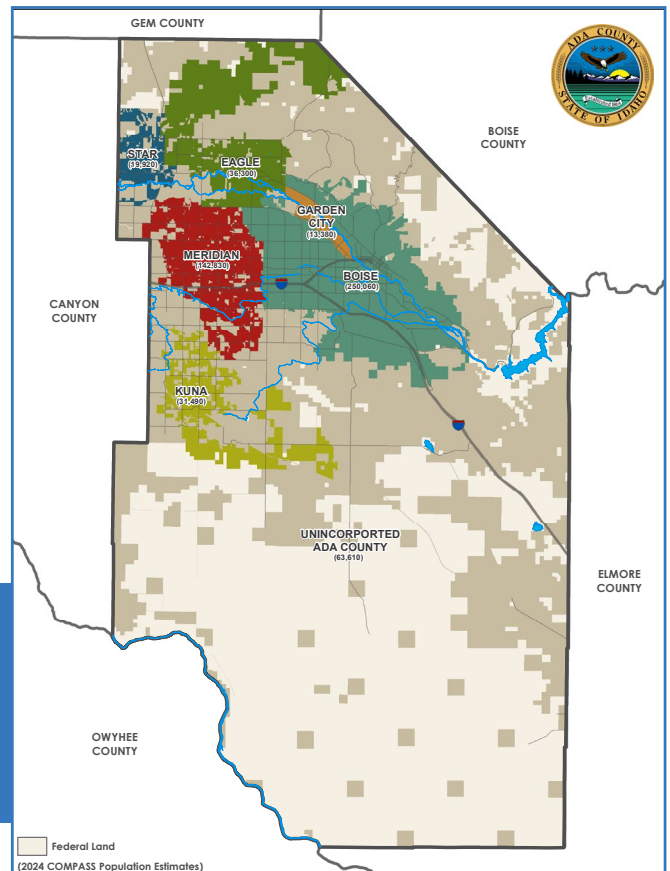 GEM COUNTY
ADA COUNTY
STATE OF IDAHO
BOISE
COUNTY
STAR
(19,920)
EAGLE
(36,300)
GARDEN
CITY
(13,380)
MERIDIAN
(142,830)
BOISE
(250,060)
CANYON
COUNTY
KUNA
(31,490)
UNINCORPORTED
ADA COUNTY
(63,610)
ELMORE
COUNTY
OWYHEE
COUNTY
Federal Land
(2024 COMPASS Population Estimates)